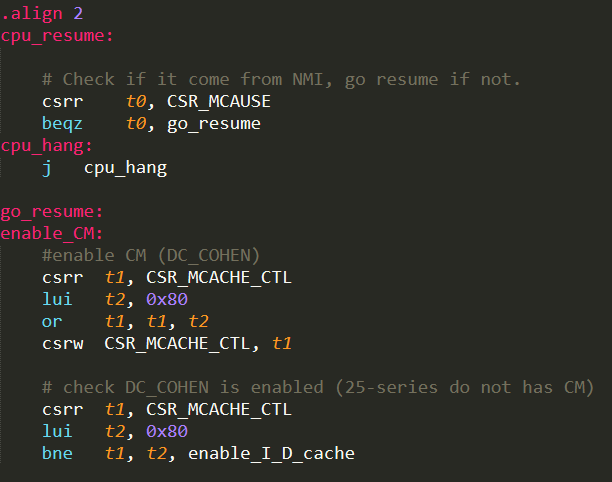 .align 2
cpu_resume:
# Check if it come from NMI, go resume if not.
csrr t0, CSR_MCAUSE
beqz t0, go_resume
cpu_hang:
j cpu_hang
go_resume:
enable_CM:
#enable CM (DC_COHEN)
csrr t1, CSR_MCACHE_CTL
lui t2, 0x80
or t1, t1, t2
csrw CSR_MCACHE_CTL, t1
# check DC_COHEN is enabled (25-series do not has CM)
csrr t1, CSR_MCACHE_CTL
lui t2, 0x80
bne t1, t2, enable_I_D_cache